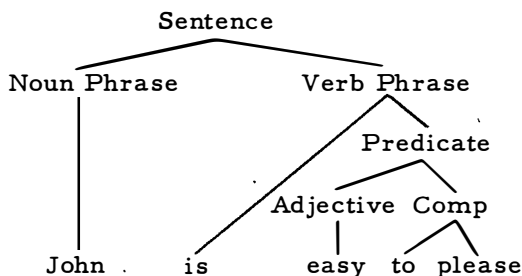 Sentence
Noun Phrase Verb Phrase
Predicate
Adjective Comp
John is easy to please